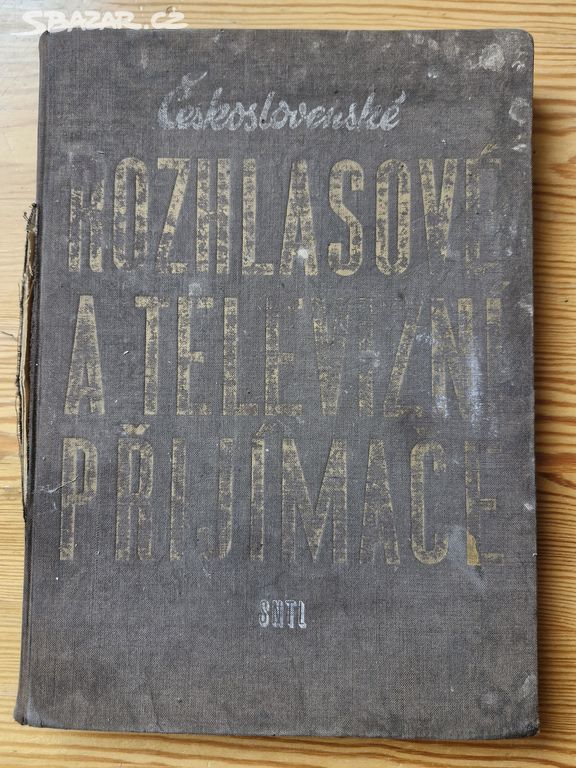 SBAZAR.CZ
Československé
ROZHLASOVÉ
A TELEVIZNÍ
PŘIJÍMAČE
SNTL